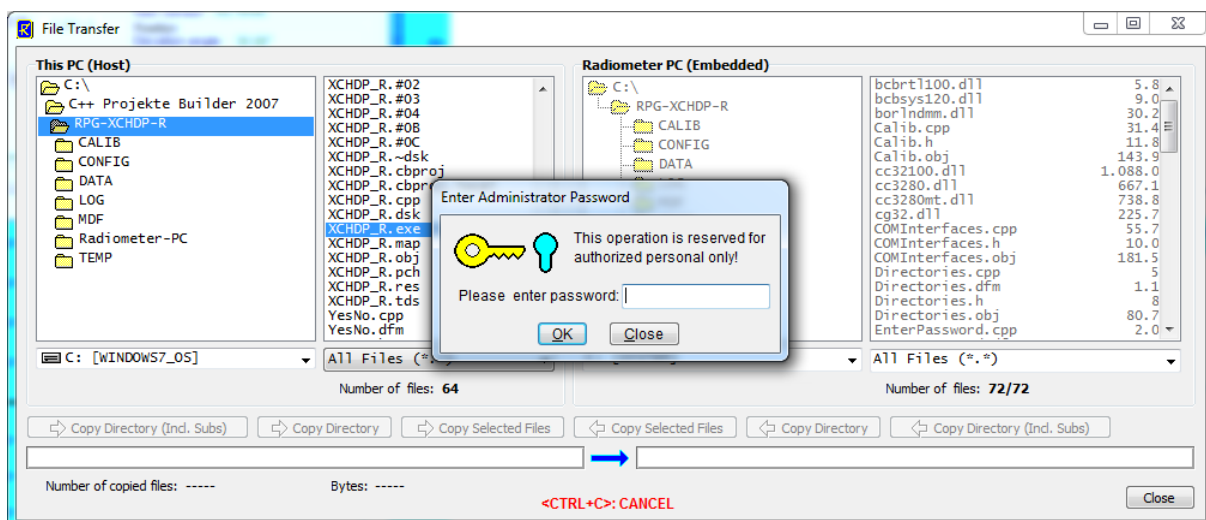 File Transfer
This PC (Host)
C:\
C++ Projekte Builder 2007
RPG-XCHDP-R
CALIB
CONFIG
DATA
LOG
MDF
Radiometer-PC
TEMP
XCHDP_R.#02
XCHDP_R.#03
XCHDP_R.#04
XCHDP_R.#0B
XCHDP_R.#0C
XCHDP_R.~dsk
XCHDP_R.cbproj
XCHDP_R.cbpr
XCHDP_R.cpp
XCHDP_R.dsk
XCHDP_R.exe
XCHDP_R.map
XCHDP_R.obj
XCHDP_R.pch
XCHDP_R.res
XCHDP_R.tds
YesNo.cpp
YesNo.dfm
C: [WINDOWS7_OS]
All Files (*.*)
Number of files: 64
Radiometer PC (Embedded)
C:\
RPG-XCHDP-R
CALIB
CONFIG
DATA
bcbrtl100.dll 5.8
bcbsys120.dll 9.0
borlndmm.dll 30.2
Calib.cpp 31.4
Calib.h 11.8
Calib.obj 143.9
cc32100.dll 1.088.0
cc3280.dll 667.1
cc3280mt.dll 738.8
cg32.dll 225.7
COMInterfaces.cpp 55.7
COMInterfaces.h 10.0
COMInterfaces.obj 181.5
Directories.cpp 5
Directories.dfm 1.1
Directories.h 8
Directories.obj 80.7
EnterPassword.cpp 2.0
All Files (*.*)
Number of files: 72/72
Enter Administrator Password
This operation is reserved for
authorized personal only!
Please enter password:
OK
Close
Copy Directory (Incl. Subs)
Copy Directory
Copy Selected Files
Copy Selected Files
Copy Directory
Copy Directory (Incl. Subs)
Number of copied files: -----
Bytes: -----
<CTRL+C>: CANCEL
Close